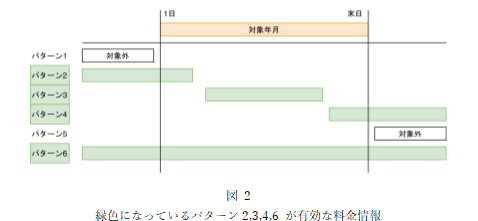 1日 末日
対象年月
パターン1 対象外
パターン2
パターン3
パターン4
パターン5 対象外
パターン6
図 2
緑色になっているパターン2,3,4,6 が有効な料金情報